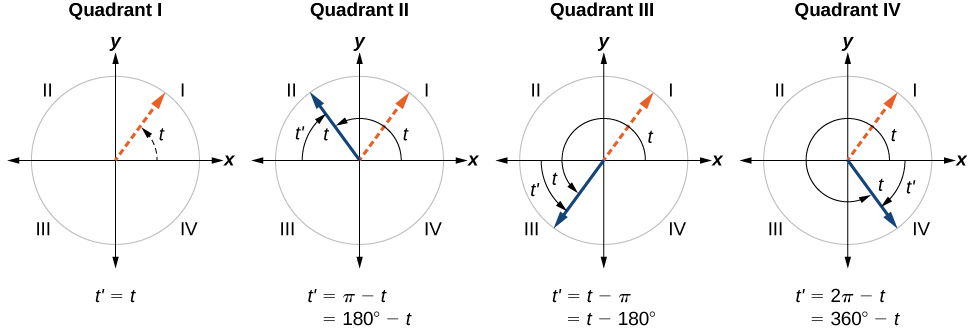 Quadrant I
y
II
I
t
x
III
IV
t' = t
Quadrant II
y
II
I
t'
t
t
x
III
IV
t' = π − t
= 180° − t
Quadrant III
y
II
I
t
x
t'
t
III
IV
t' = t − π
= t − 180°
Quadrant IV
y
II
I
t
x
t
t'
III
IV
t' = 2π − t
= 360° − t